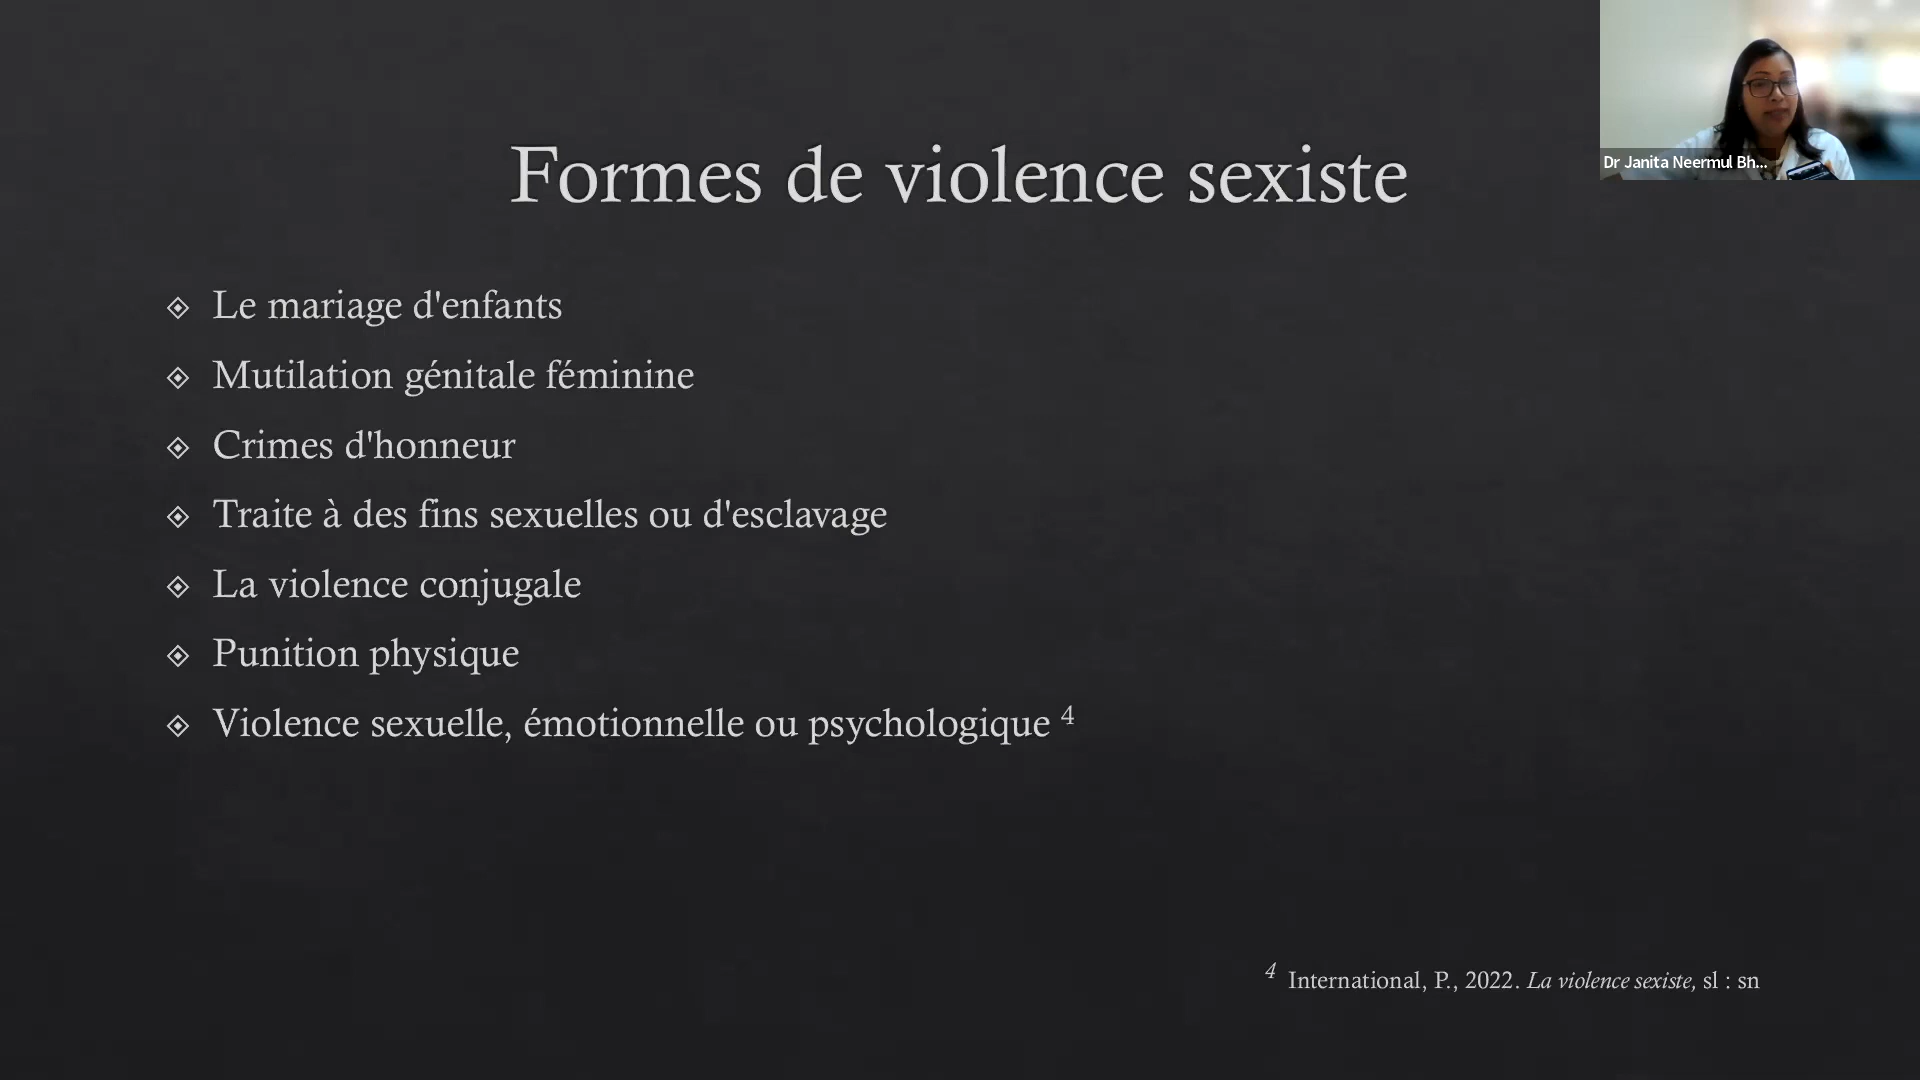 Dr Janita Neermul Bh...
Formes de violence sexiste
Le mariage d'enfants
Mutilation génitale féminine
Crimes d'honneur
Traite à des fins sexuelles ou d'esclavage
La violence conjugale
Punition physique
Violence sexuelle, émotionnelle ou psychologique 4
4 International, P., 2022. La violence sexiste, sl : sn